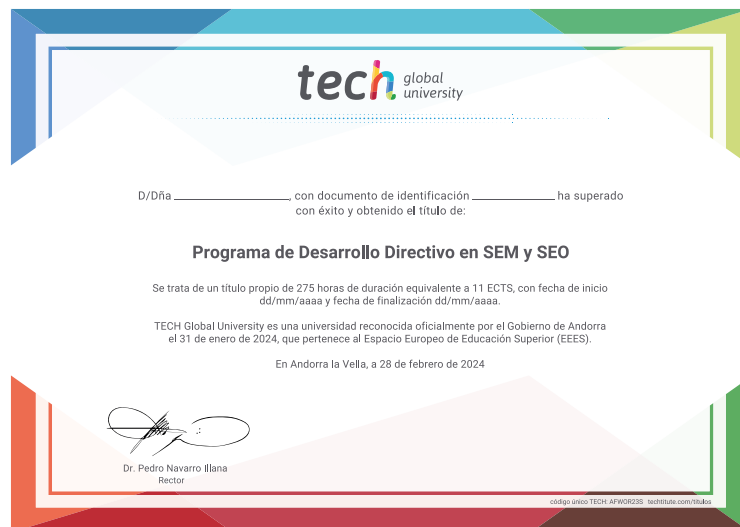 tech global
university
D/Dña ____________, con documento de identificación ____________ ha superado
con éxito y obtenido el título de:
Programa de Desarrollo Directivo en SEM y SEO
Se trata de un título propio de 275 horas de duración equivalente a 11 ECTS, con fecha de inicio
dd/mm/aaaa y fecha de finalización dd/mm/aaaa.
TECH Global University es una universidad reconocida oficialmente por el Gobierno de Andorra
el 31 de enero de 2024, que pertenece al Espacio Europeo de Educación Superior (EEES).
En Andorra la Vella, a 28 de febrero de 2024
Dr. Pedro Navarro Illana
Rector
código único TECH: AFWOR23S techtitute.com/titulos